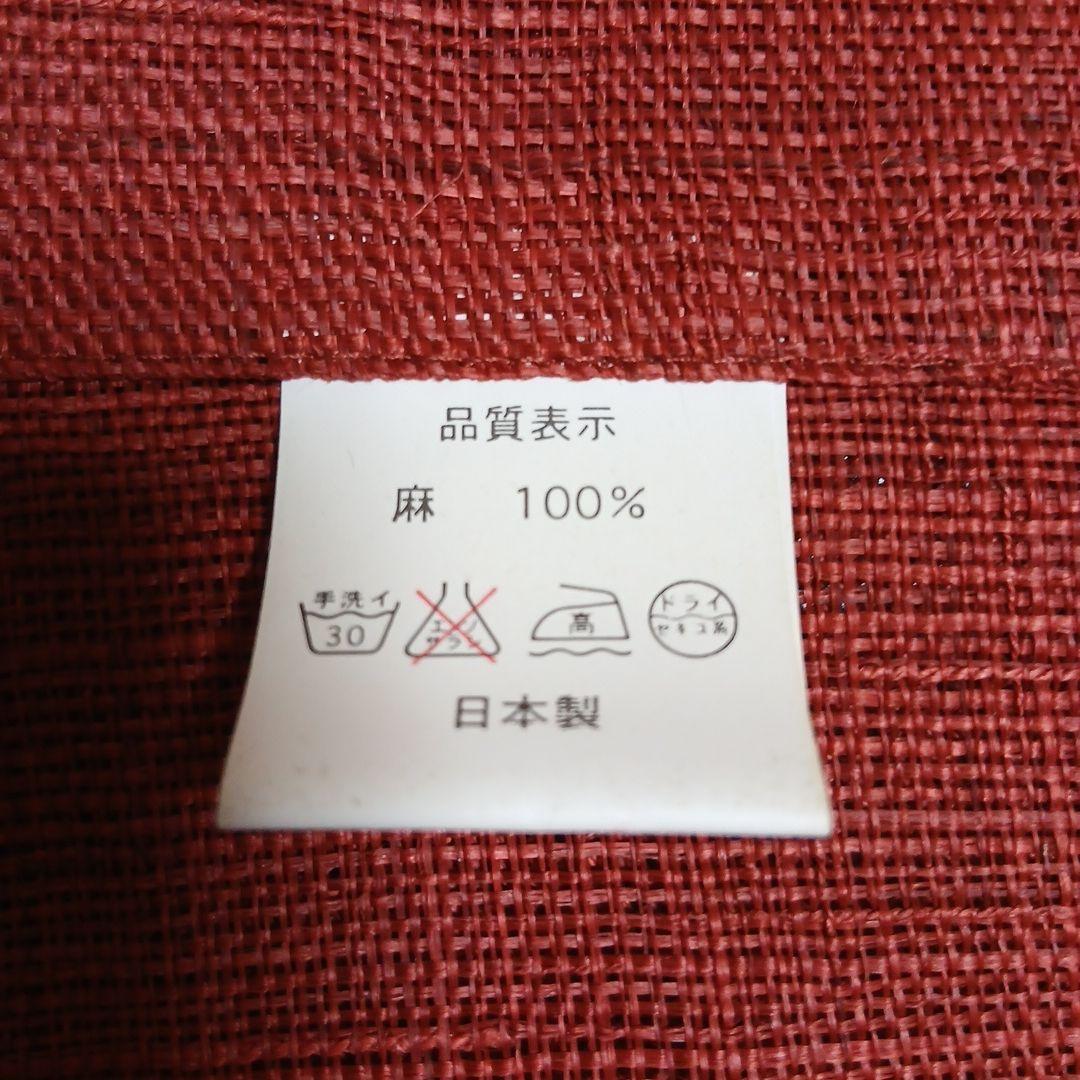 品質表示
麻 100%
手洗イ 30 エンソ サラシ 高 ドライ セキユ系
日本製